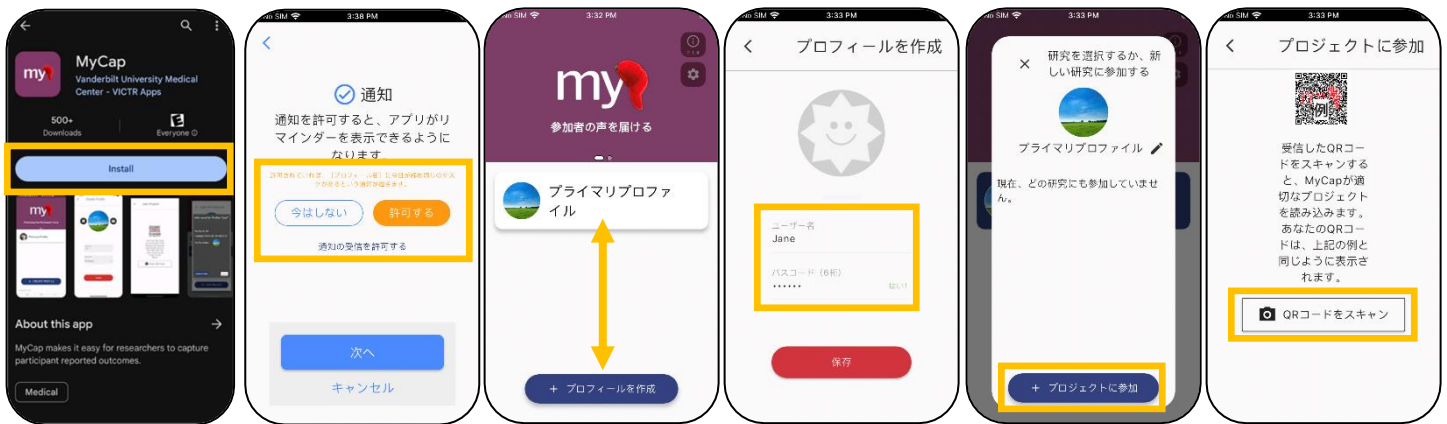 MyCap
Vanderbilt University Medical
Center - VICTR Apps
500+
Downloads
Everyone
Install
About this app
MyCap makes it easy for researchers to capture
participant reported outcomes.
Medical
SIM 3:38 PM
通知
通知を許可すると、アプリがリ
マインダーを表示できるように
なります。
今はしない
許可する
通知の受信を許可する
次へ
キャンセル
SIM 3:32 PM
my
参加者の声を届ける
プライマリプロファ
イル
+ プロフィールを作成
SIM 3:33 PM
プロフィールを作成
ユーザー名
Jane
パスコード（6桁）
••••••
はい!
保存
SIM 3:33 PM
研究を選択するか、新
しい研究に参加する
プライマリプロファイル
現在、どの研究にも参加していませ
ん。
+ プロジェクトに参加
SIM 3:33 PM
プロジェクトに参加
例
受信したQRコー
ドをスキャンする
と、MyCapが適
切なプロジェクト
を読み込みます。
あなたのQRコー
ドは、上記の例と
同じように表示さ
れます。
QRコードをスキャン